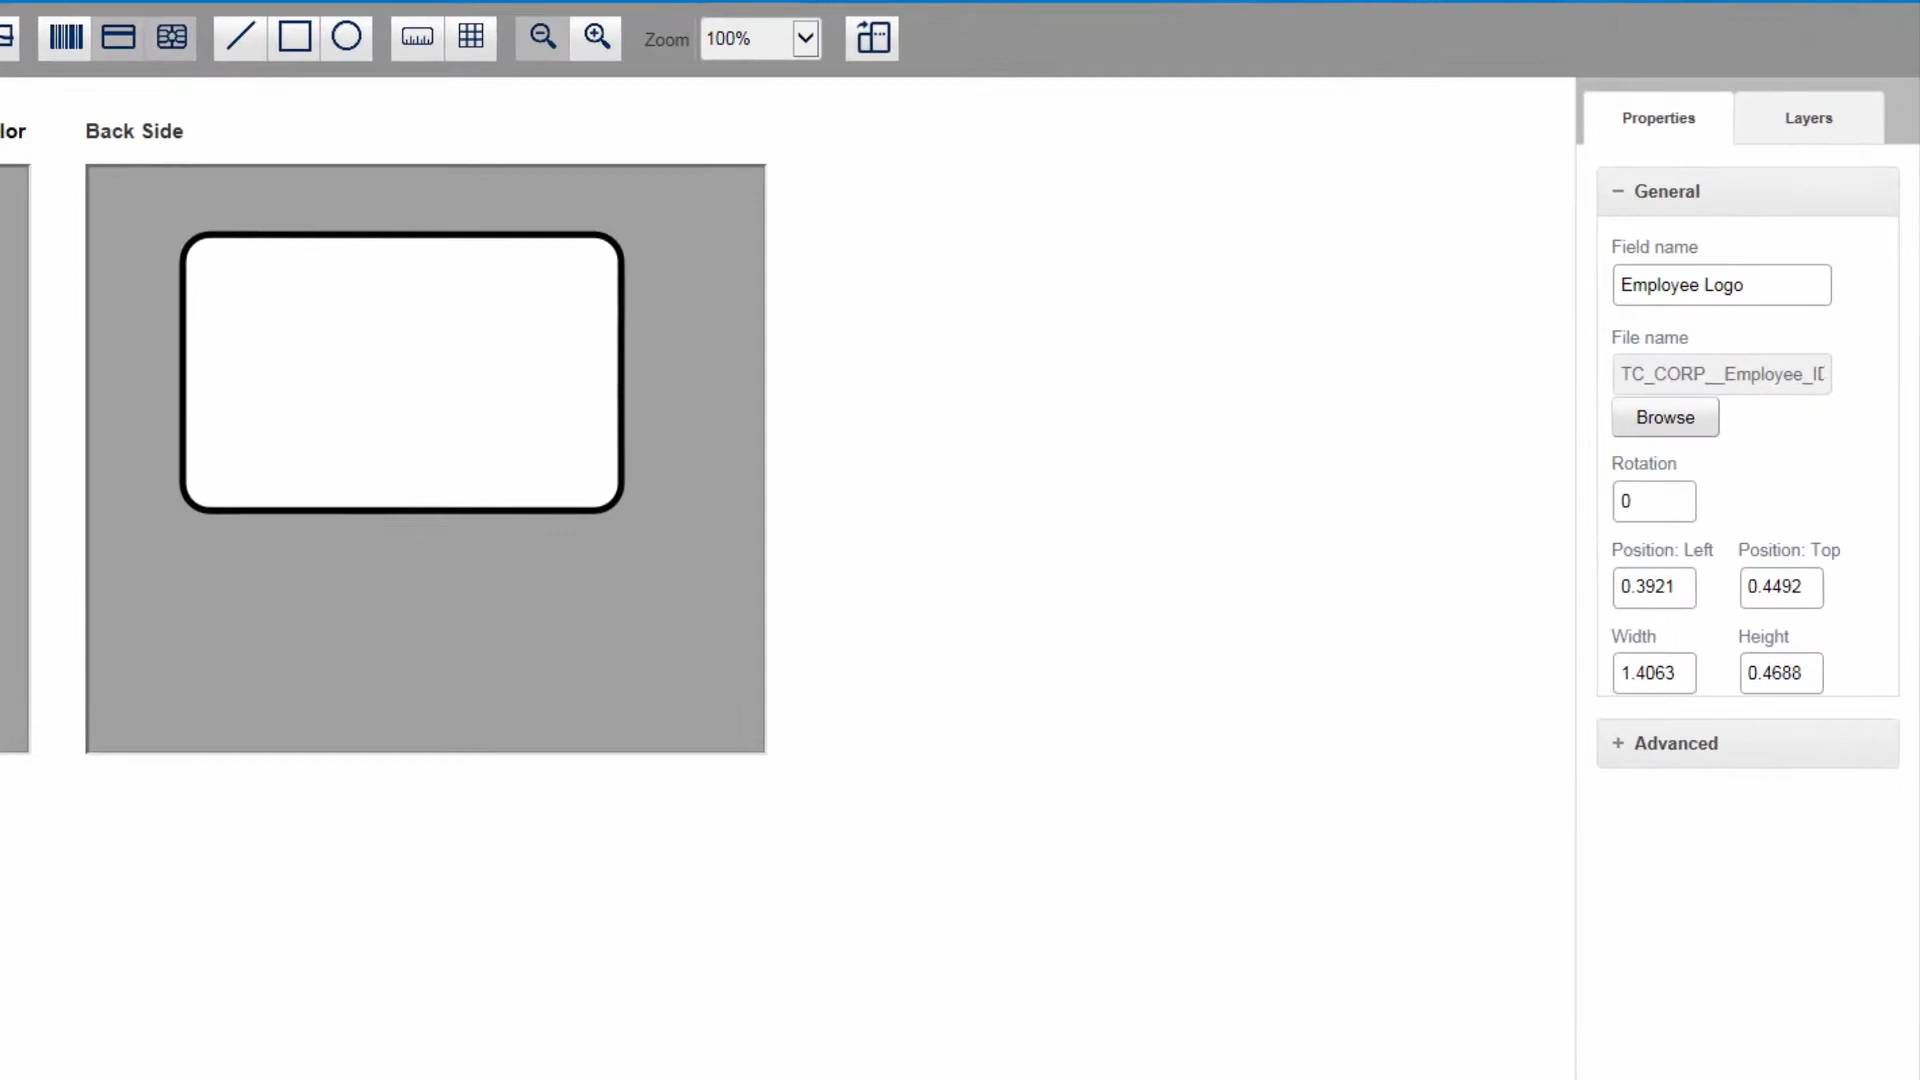 Zoom 100%
lor Back Side
Properties Layers
− General
Field name
Employee Logo
File name
TC_CORP__Employee_ID
Browse
Rotation
0
Position: Left Position: Top
0.3921 0.4492
Width Height
1.4063 0.4688
+ Advanced